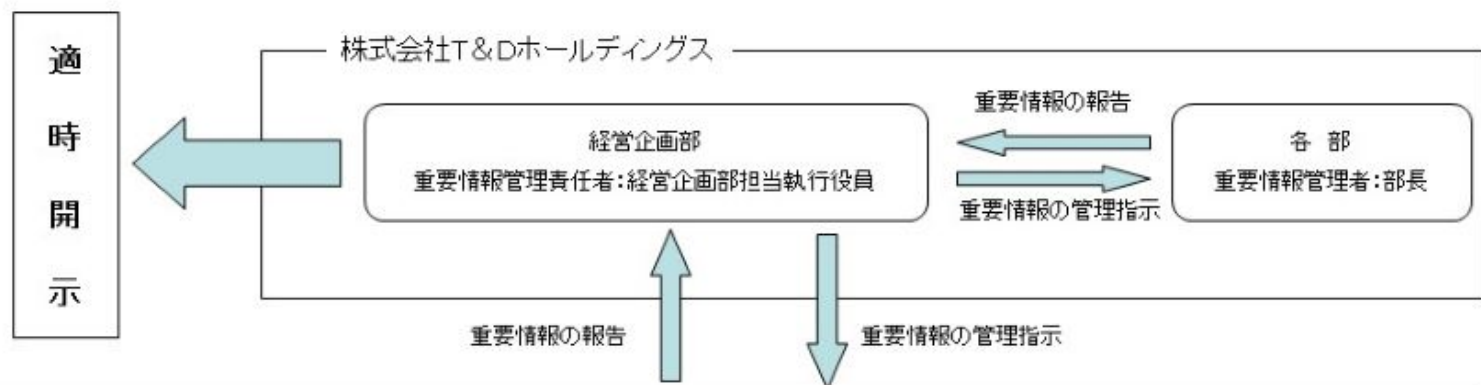 適時開示
株式会社T&Dホールディングス
経営企画部
重要情報管理責任者:経営企画部担当執行役員
重要情報の報告
重要情報の管理指示
各 部
重要情報管理者:部長
重要情報の報告
重要情報の管理指示